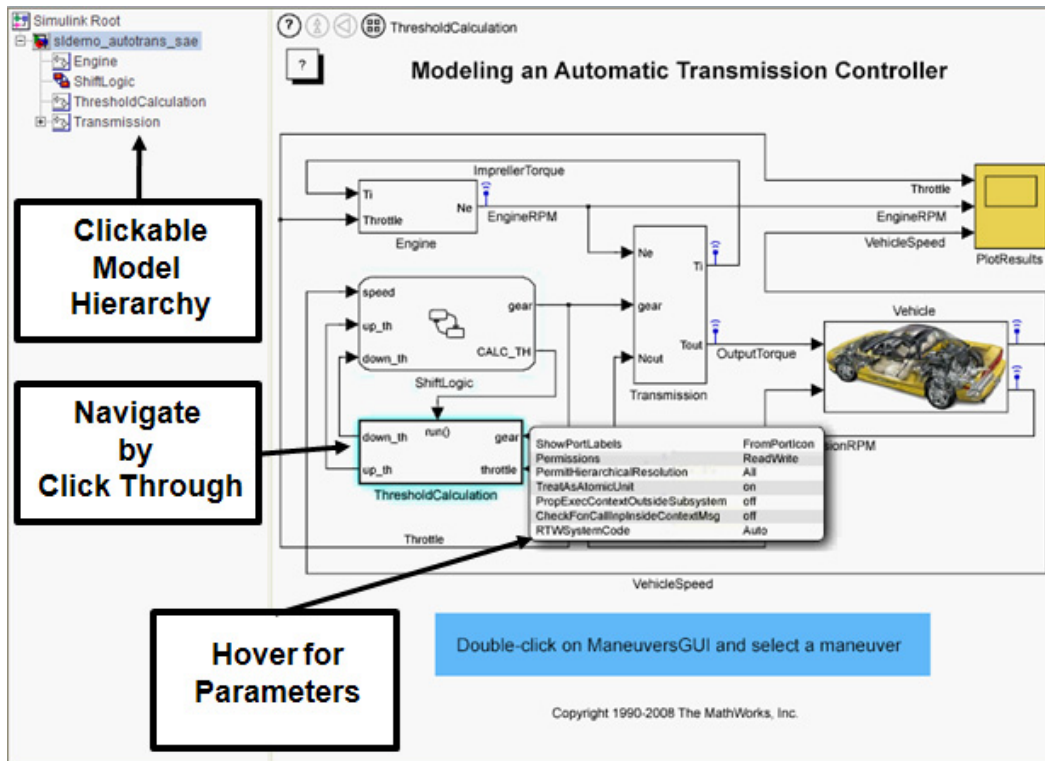 Simulink Root
sldemo_autotrans_sae
Engine
ShiftLogic
ThresholdCalculation
Transmission
Clickable
Model
Hierarchy
Navigate
by
Click Through
Hover for
Parameters
?
ThresholdCalculation
?
Modeling an Automatic Transmission Controller
ImprellerTorque
Ti
Throttle
Ne
Engine
EngineRPM
Throttle
EngineRPM
VehicleSpeed
PlotResults
Ne
gear
Nout
Ti
Tout
Transmission
speed
up_th
down_th
gear
CALC_TH
ShiftLogic
OutputTorque
Vehicle
down_th
up_th
run()
gear
throttle
ThresholdCalculation
ShowPortLabels FromPortIcon
Permissions ReadWrite
PermitHierarchicalResolution All
TreatAsAtomicUnit on
PropExecContextOutsideSubsystem off
CheckFcnCallInpInsideContextMsg off
RTWSystemCode Auto
sionRPM
Throttle
VehicleSpeed
Double-click on ManeuversGUI and select a maneuver
Copyright 1990-2008 The MathWorks, Inc.